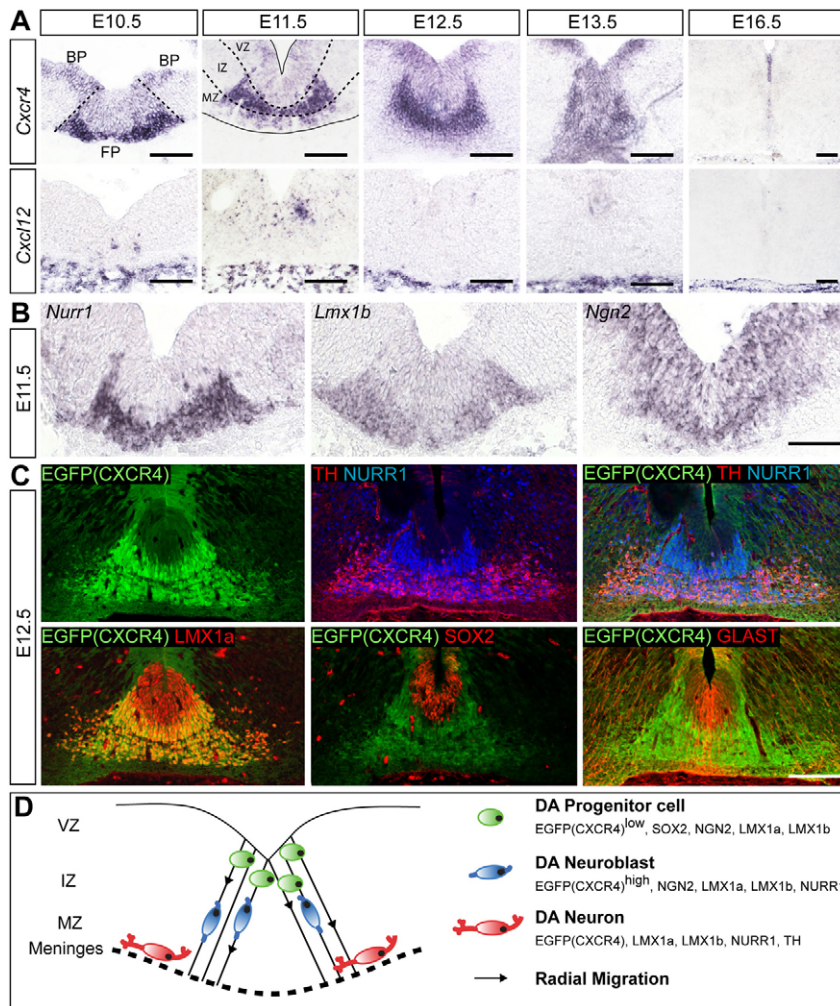 A E10.5 E11.5 E12.5 E13.5 E16.5
Cxcr4
BP BP
FP
VZ
IZ
MZ
Cxcl12
B
E11.5
Nurr1 Lmx1b Ngn2
C
E12.5
EGFP(CXCR4) TH NURR1 EGFP(CXCR4) TH NURR1
EGFP(CXCR4) LMX1a EGFP(CXCR4) SOX2 EGFP(CXCR4) GLAST
D
VZ
IZ
MZ
Meninges
DA Progenitor cell
EGFP(CXCR4)low, SOX2, NGN2, LMX1a, LMX1b
DA Neuroblast
EGFP(CXCR4)high, NGN2, LMX1a, LMX1b, NURR1
DA Neuron
EGFP(CXCR4), LMX1a, LMX1b, NURR1, TH
Radial Migration